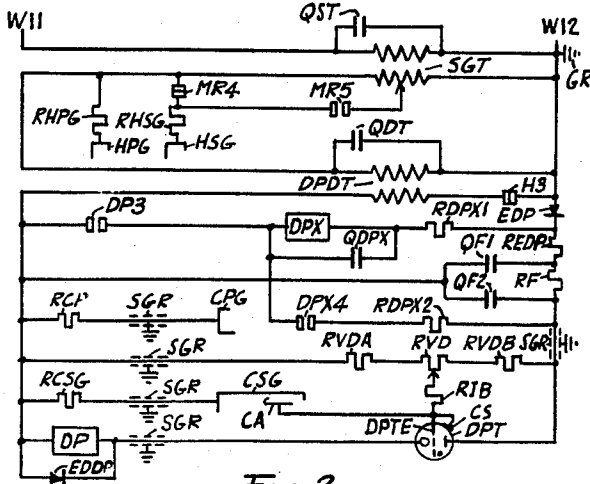 W11
QST
W12
SGT
GR
MR4
MR5
RHPG
RHSG
HPG
HSG
QDT
DPDT
H3
EDP
DP3
DPX
RDPX1
QDPX
QF1
REDP
QF2
RF
RCP
SGR
CPG
DPX4
RDPX2
SGR
RVDA
RVD
RVDB
SGR
RCSG
SGR
CSG
RIB
CA
CS
DPTE
DPT
DP
SGR
EDDP